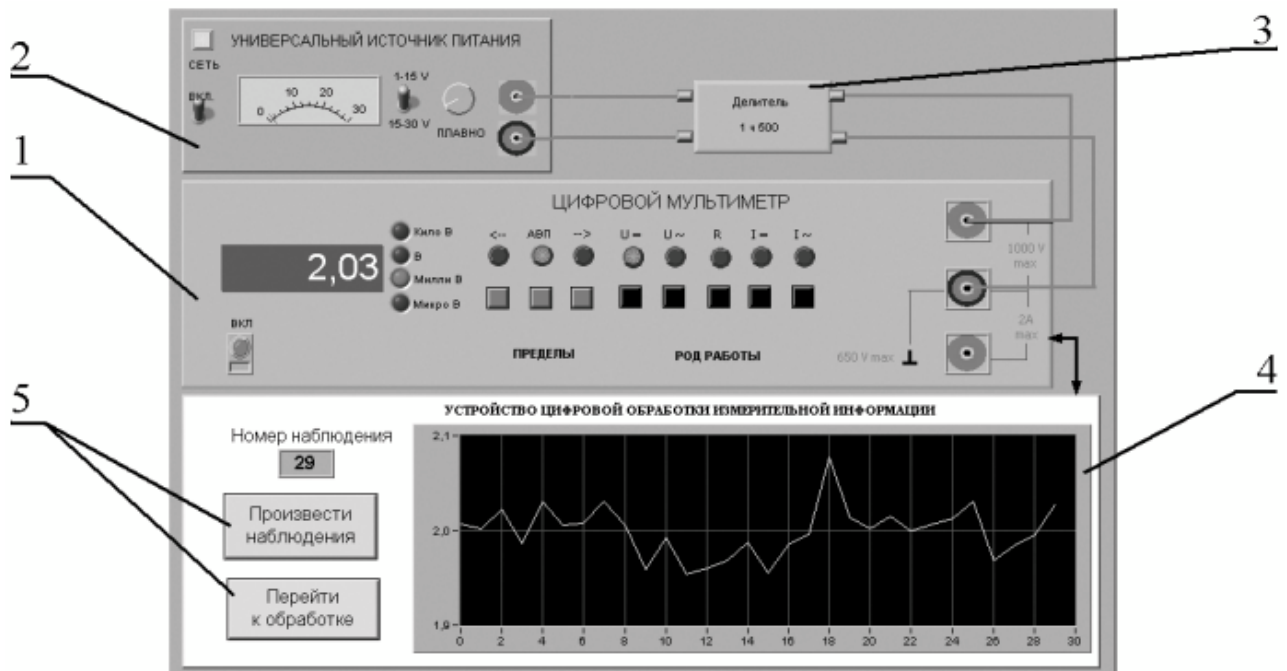 2
3
УНИВЕРСАЛЬНЫЙ ИСТОЧНИК ПИТАНИЯ
СЕТЬ
ВКЛ.
0 10 20 30
1-15 V
15-30 V
ПЛАВНО
Делитель
1 ч 500
1
ЦИФРОВОЙ МУЛЬТИМЕТР
2,03
Кило В
В
Милли В
Микро В
<-- АВП --> U = U ~ R I = I ~
ВКЛ
ПРЕДЕЛЫ
РОД РАБОТЫ
1000 V
max
2A
max
650 V max
5
4
УСТРОЙСТВО ЦИФРОВОЙ ОБРАБОТКИ ИЗМЕРИТЕЛЬНОЙ ИНФОРМАЦИИ
Номер наблюдения
29
Произвести
наблюдения
Перейти
к обработке
2,1
2,0
1,9
0 2 4 6 8 10 12 14 16 18 20 22 24 26 28 30